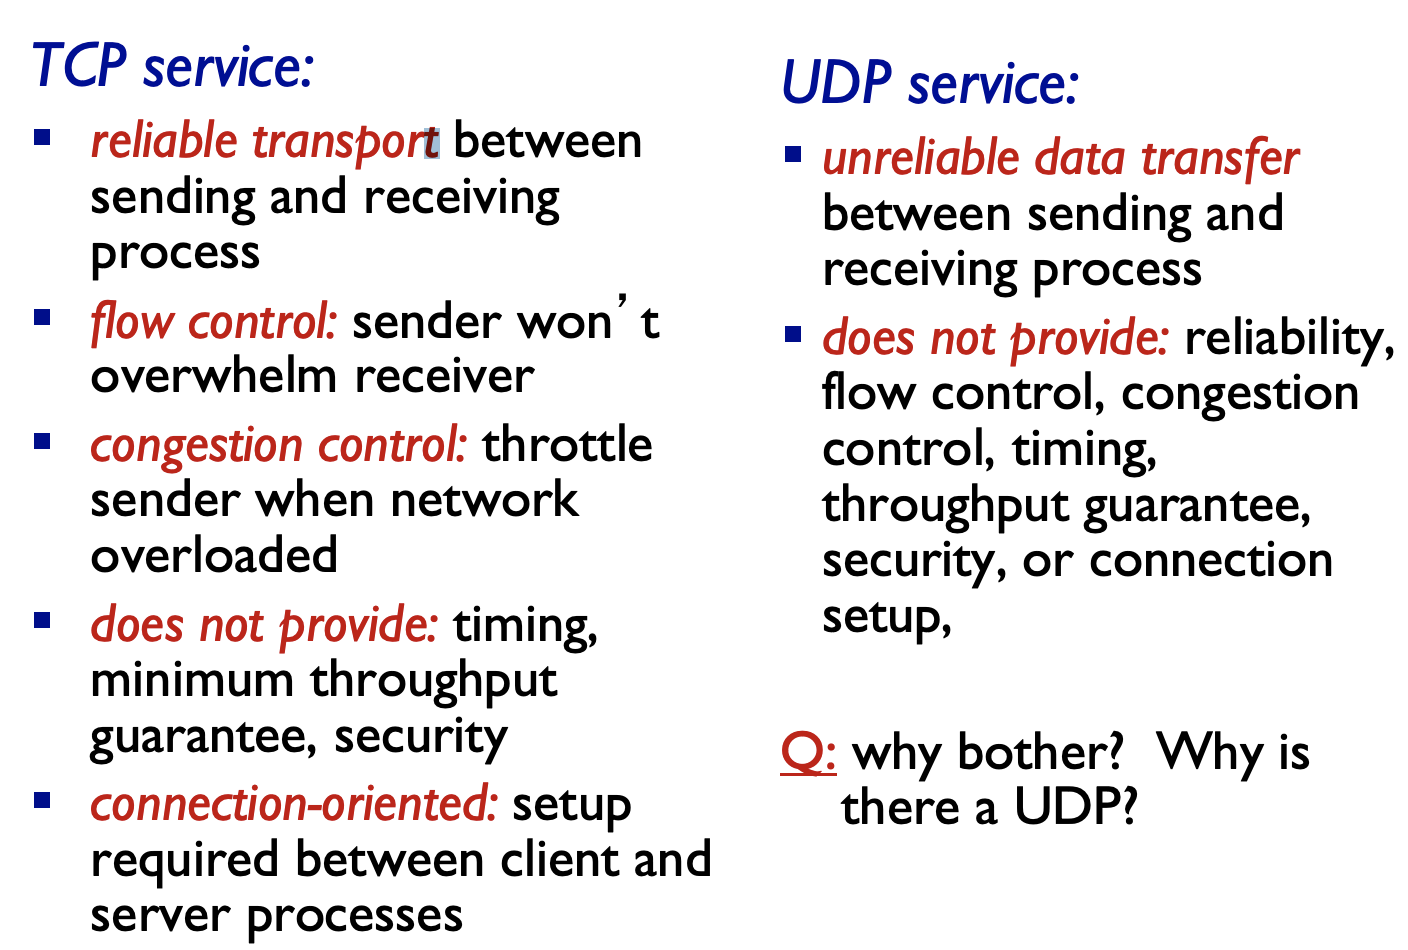 TCP service:
reliable transport between
sending and receiving
process
flow control: sender won’t
overwhelm receiver
congestion control: throttle
sender when network
overloaded
does not provide: timing,
minimum throughput
guarantee, security
connection-oriented: setup
required between client and
server processes
UDP service:
unreliable data transfer
between sending and
receiving process
does not provide: reliability,
flow control, congestion
control, timing,
throughput guarantee,
security, or connection
setup,
Q: why bother? Why is
there a UDP?